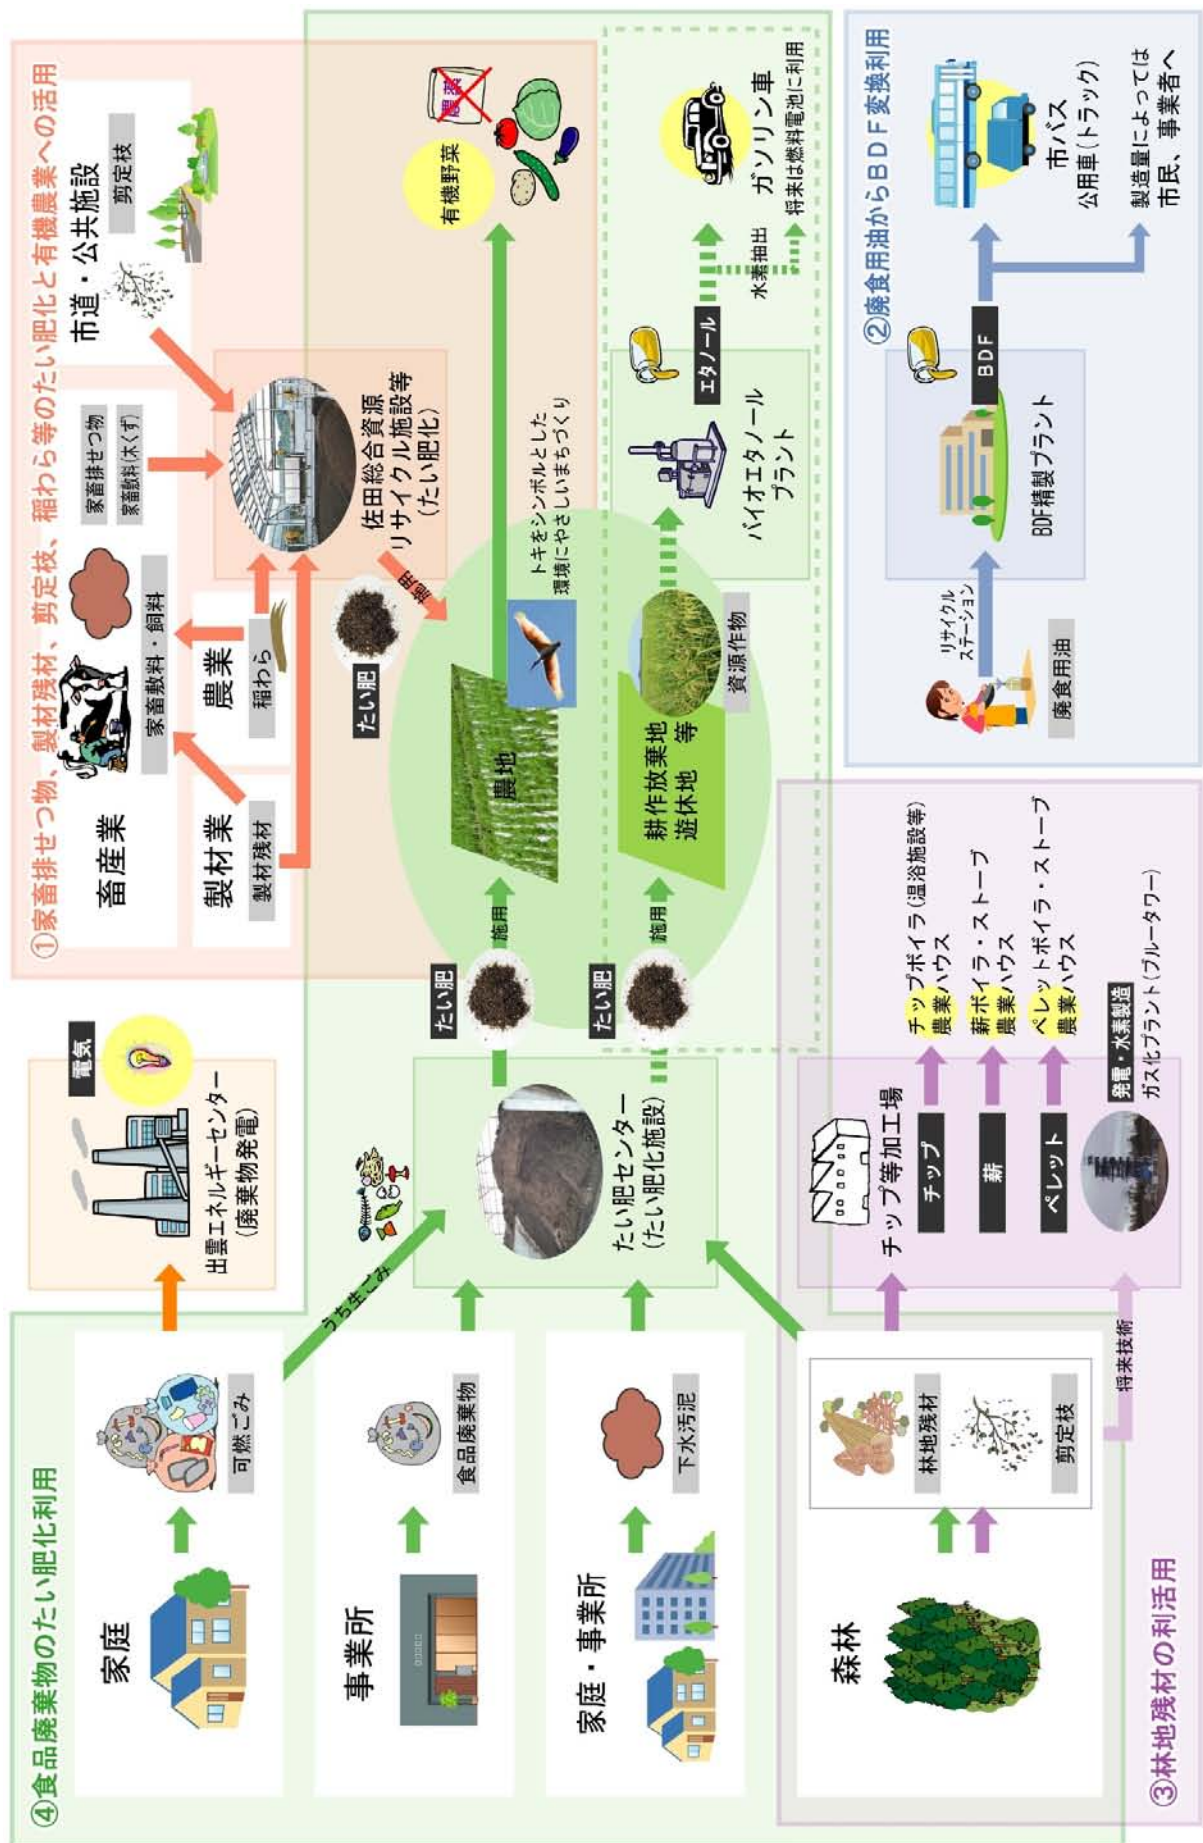 ④食品廃棄物のたい肥化利用
家庭
可燃ごみ
出雲エネルギーセンター
(廃棄物発電)
電気
うち生ごみ
事業所
食品廃棄物
家庭・事業所
下水汚泥
たい肥センター
(たい肥化施設)
たい肥
施用
たい肥
施用
①家畜排せつ物、製材残材、剪定枝、稲わら等のたい肥化と有機農業への活用
畜産業
家畜敷料・飼料
家畜排せつ物
家畜敷料(木くず)
市道・公共施設
剪定枝
製材業
製材残材
農業
稲わら
佐田総合資源
リサイクル施設等
(たい肥化)
たい肥
施用
農地
トキをシンボルとした
環境にやさしいまちづくり
有機野菜
農薬
耕作放棄地
遊休地 等
資源作物
バイオエタノール
プラント
エタノール
水素抽出
ガソリン車
将来は燃料電池に利用
③林地残材の利活用
森林
林地残材
剪定枝
将来技術
チップ等加工場
チップ
チップボイラ(温浴施設等)
農業ハウス
薪
薪ボイラ・ストーブ
農業ハウス
ペレット
ペレットボイラ・ストーブ
農業ハウス
発電・水素製造
ガス化プラント(ブルータワー)
②廃食用油からBDF変換利用
廃食用油
リサイクル
ステーション
BDF精製プラント
BDF
市バス
公用車(トラック)
製造量によっては
市民、事業者へ